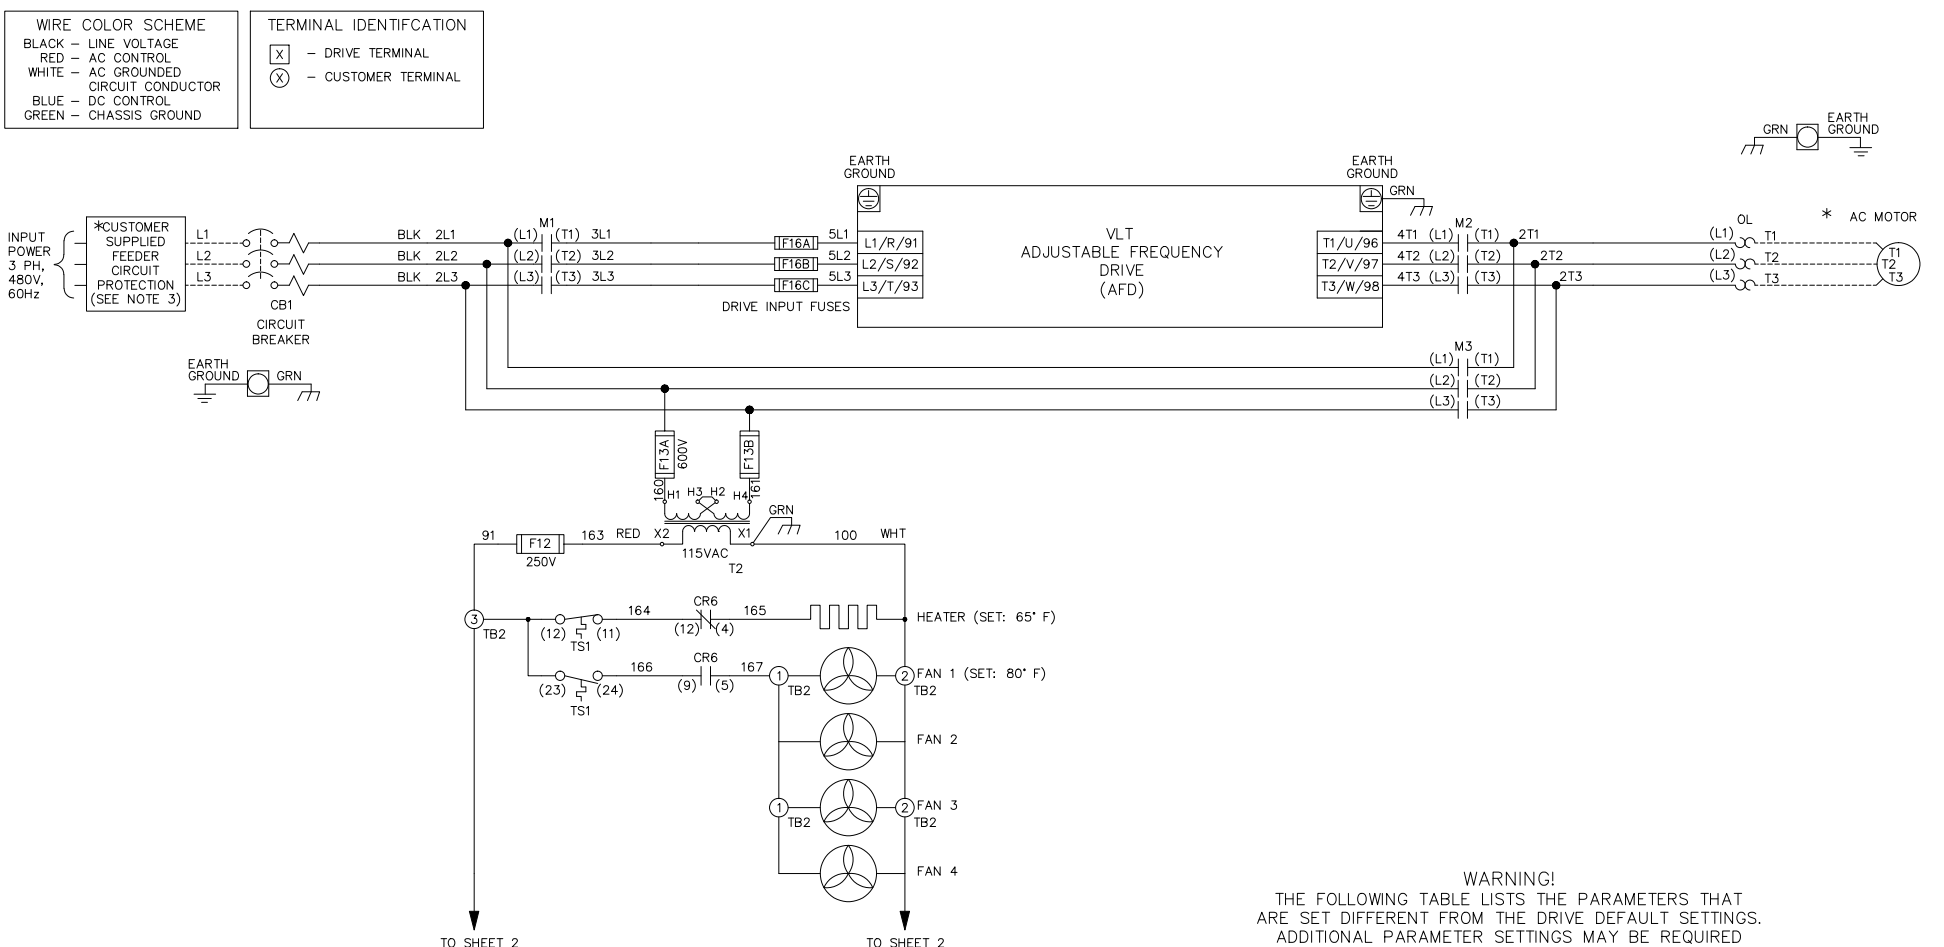 WIRE COLOR SCHEME
BLACK – LINE VOLTAGE
RED – AC CONTROL
WHITE – AC GROUNDED
CIRCUIT CONDUCTOR
BLUE – DC CONTROL
GREEN – CHASSIS GROUND
TERMINAL IDENTIFCATION
X – DRIVE TERMINAL
X – CUSTOMER TERMINAL
GRN
EARTH
GROUND
INPUT
POWER
3 PH,
480V,
60Hz
*CUSTOMER
SUPPLIED
FEEDER
CIRCUIT
PROTECTION
(SEE NOTE 3)
L1
L2
L3
CB1
CIRCUIT
BREAKER
EARTH
GROUND
GRN
BLK 2L1
BLK 2L2
BLK 2L3
M1
(L1) (T1) 3L1
(L2) (T2) 3L2
(L3) (T3) 3L3
F16A 5L1
F16B 5L2
F16C 5L3
DRIVE INPUT FUSES
EARTH
GROUND
L1/R/91
L2/S/92
L3/T/93
VLT
ADJUSTABLE FREQUENCY
DRIVE
(AFD)
EARTH
GROUND
GRN
T1/U/96
T2/V/97
T3/W/98
M2
4T1 (L1) (T1) 2T1
4T2 (L2) (T2) 2T2
4T3 (L3) (T3) 2T3
OL
(L1) T1
(L2) T2
(L3) T3
* AC MOTOR
T1
T2
T3
M3
(L1) (T1)
(L2) (T2)
(L3) (T3)
F13A
600V
F13B
160
161
H1 H3 H2 H4
GRN
91 F12 163 RED X2 X1 100 WHT
250V
115VAC
T2
3
TB2
(12) (11)
TS1
164
CR6
(12) (4)
165
HEATER (SET: 65° F)
(23) (24)
TS1
166
CR6
(9) (5)
167
1
TB2
2
TB2
FAN 1 (SET: 80° F)
FAN 2
1
TB2
2
TB2
FAN 3
FAN 4
TO SHEET 2
TO SHEET 2
WARNING!
THE FOLLOWING TABLE LISTS THE PARAMETERS THAT
ARE SET DIFFERENT FROM THE DRIVE DEFAULT SETTINGS.
ADDITIONAL PARAMETER SETTINGS MAY BE REQUIRED